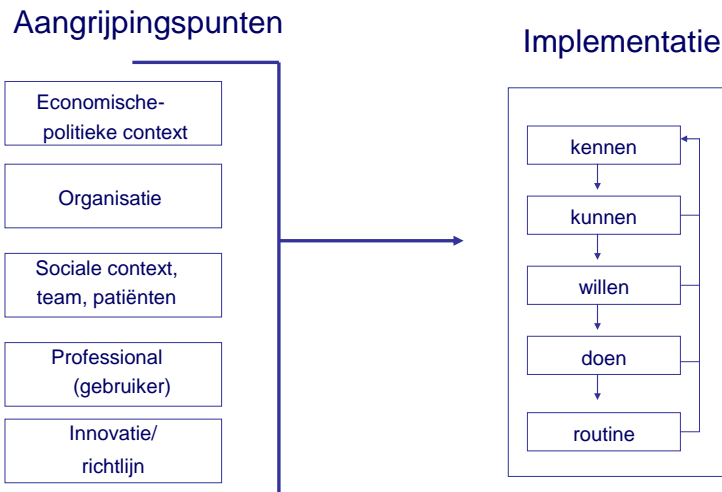 Aangrijpingspunten
Economische-
politieke context
Organisatie
Sociale context,
team, patiënten
Professional
(gebruiker)
Innovatie/
richtlijn
Implementatie
kennen
kunnen
willen
doen
routine